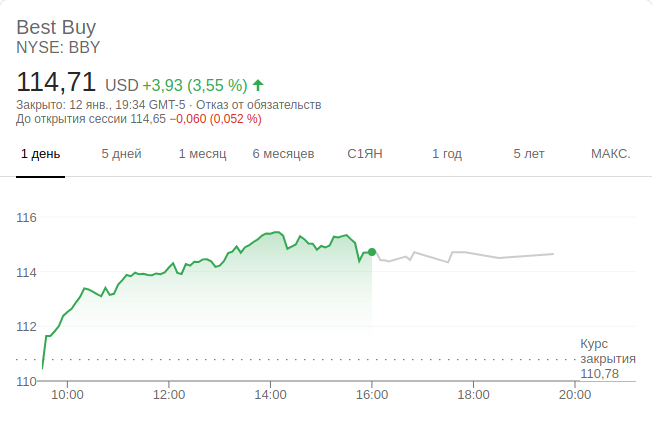 Best Buy
NYSE: BBY
114,71 USD +3,93 (3,55 %)
Закрыто: 12 янв., 19:34 GMT-5 · Отказ от обязательств
До открытия сессии 114,65 −0,060 (0,052 %)
1 день 5 дней 1 месяц 6 месяцев С1ЯН 1 год 5 лет МАКС.
116
114
112
110
Курс
закрытия
110,78
10:00 12:00 14:00 16:00 18:00 20:00